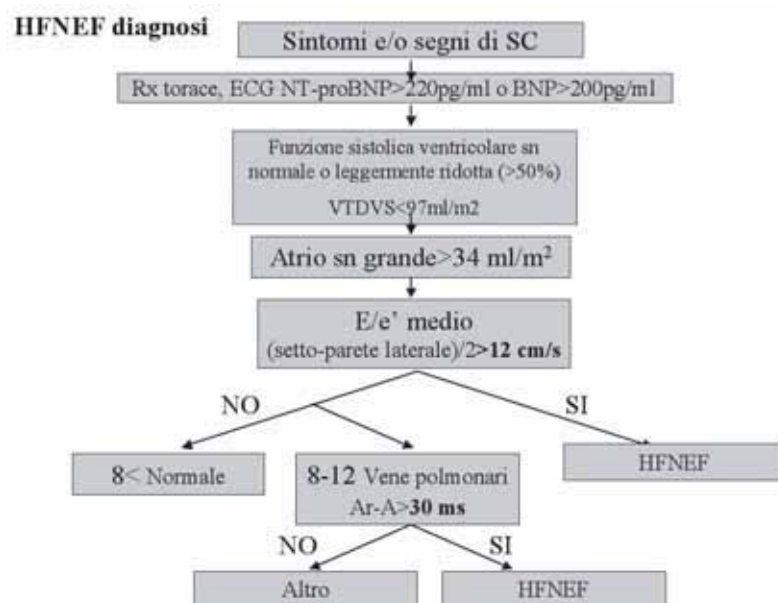 HFNEF diagnosi
Sintomi e/o segni di SC
Rx torace, ECG NT-proBNP>220pg/ml o BNP>200pg/ml
Funzione sistolica ventricolare sn
normale o leggermente ridotta (>50%)
VTDVS<97ml/m2
Atrio sn grande>34 ml/m²
E/e' medio
(setto-parete laterale)/2>12 cm/s
NO
SI
8< Normale
8-12 Vene polmonari
Ar-A>30 ms
HFNEF
NO
SI
Altro
HFNEF